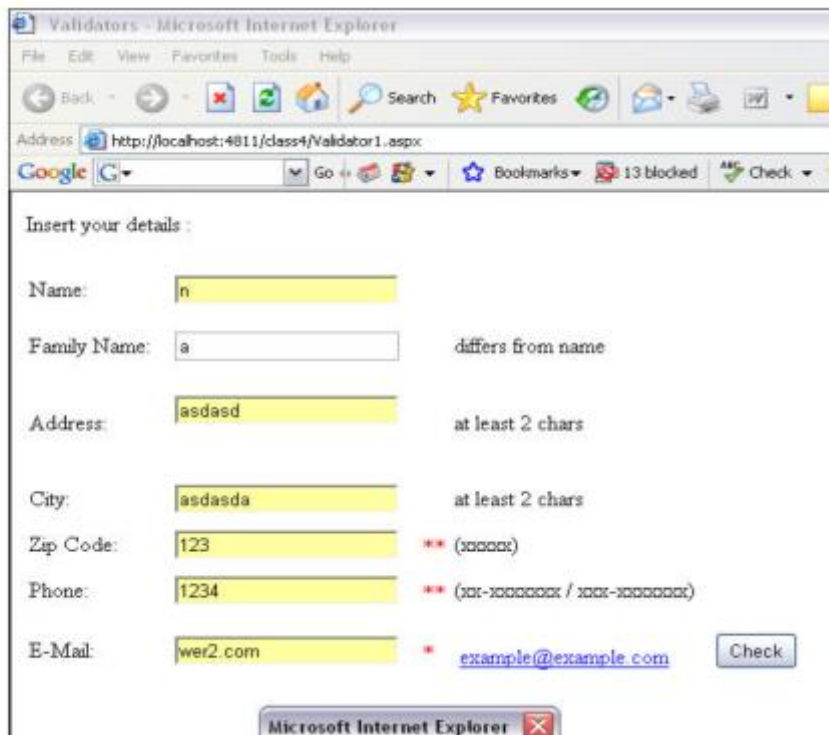 Validators - Microsoft Internet Explorer
File Edit View Favorites Tools Help
Back Search Favorites
Address http://localhost:4811/class4/Validator1.aspx
Google G Go Bookmarks 13 blocked ABC Check
Insert your details :
Name: n
Family Name: a differs from name
Address: asdasd at least 2 chars
City: asdasda at least 2 chars
Zip Code: 123 ** (xxxxx)
Phone: 1234 ** (xx-xxxxxxx / xxx-xxxxxxx)
E-Mail: wer2.com * example@example.com Check
Microsoft Internet Explorer